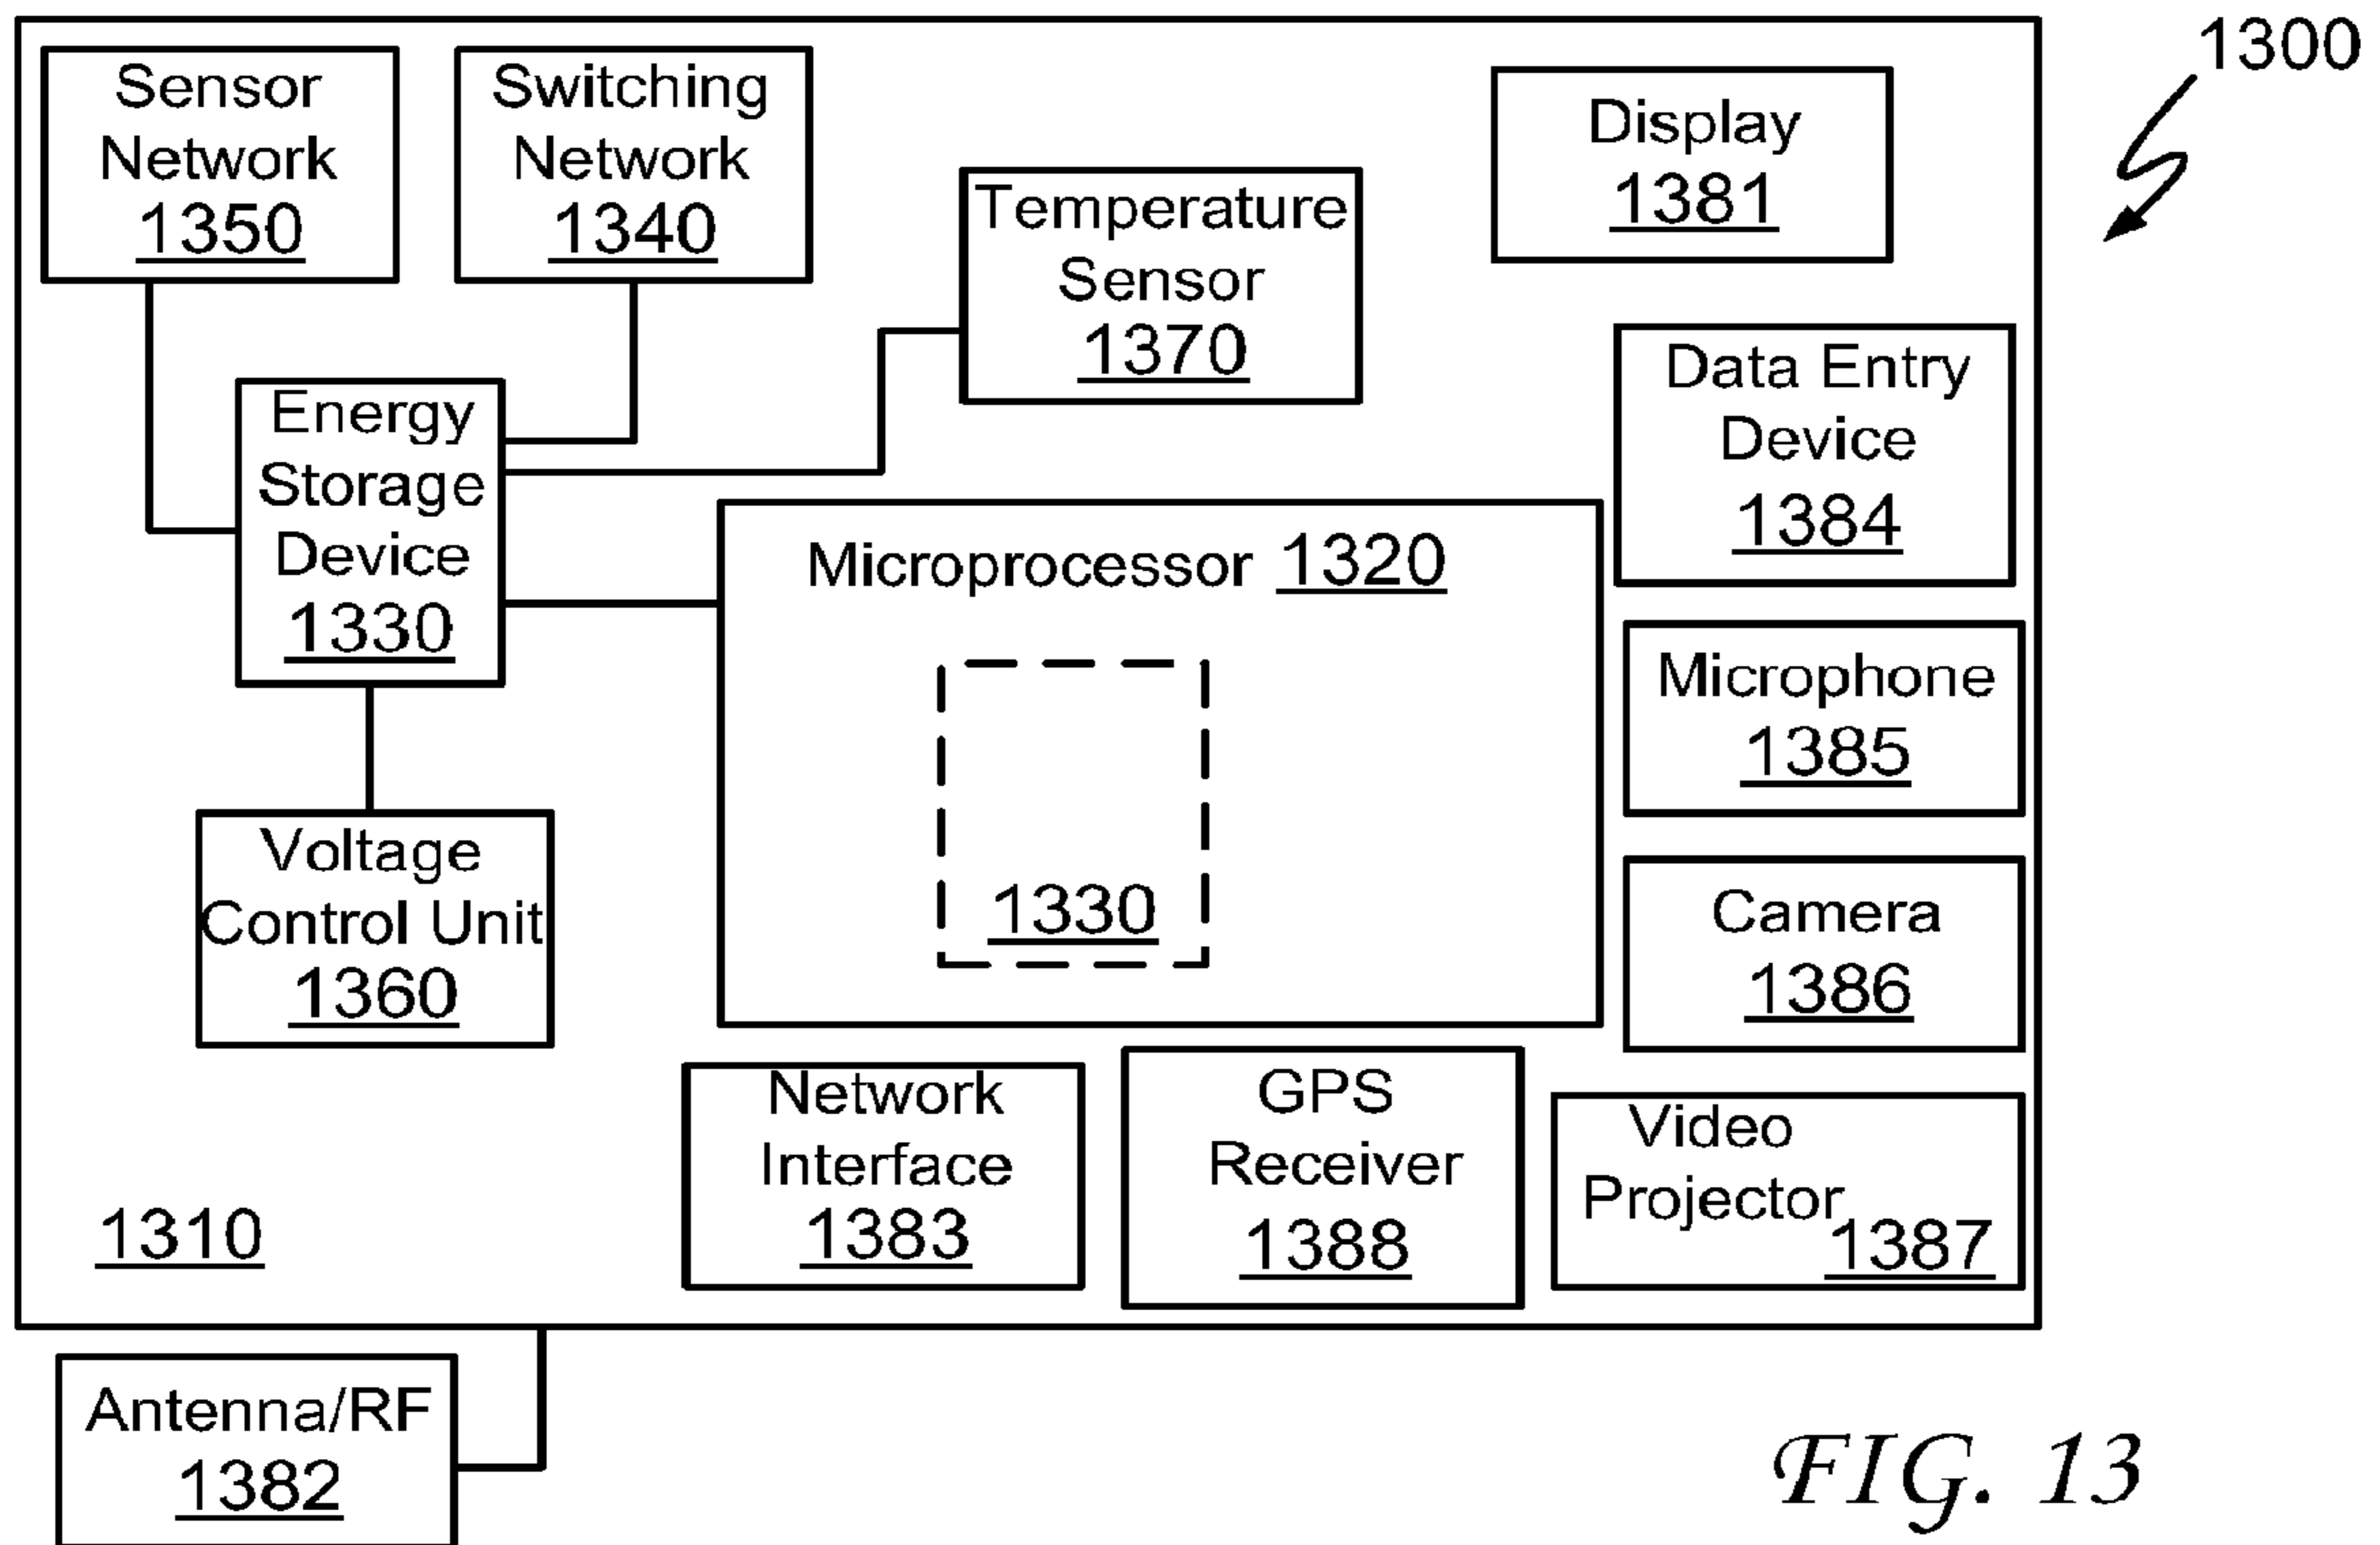 1300
Sensor
Network
1350
Switching
Network
1340
Temperature
Sensor
1370
Display
1381
Energy
Storage
Device
1330
Data Entry
Device
1384
Microprocessor 1320
1330
Microphone
1385
Voltage
Control Unit
1360
Camera
1386
Network
Interface
1383
GPS
Receiver
1388
Video
Projector
1387
1310
Antenna/RF
1382
FIG. 13